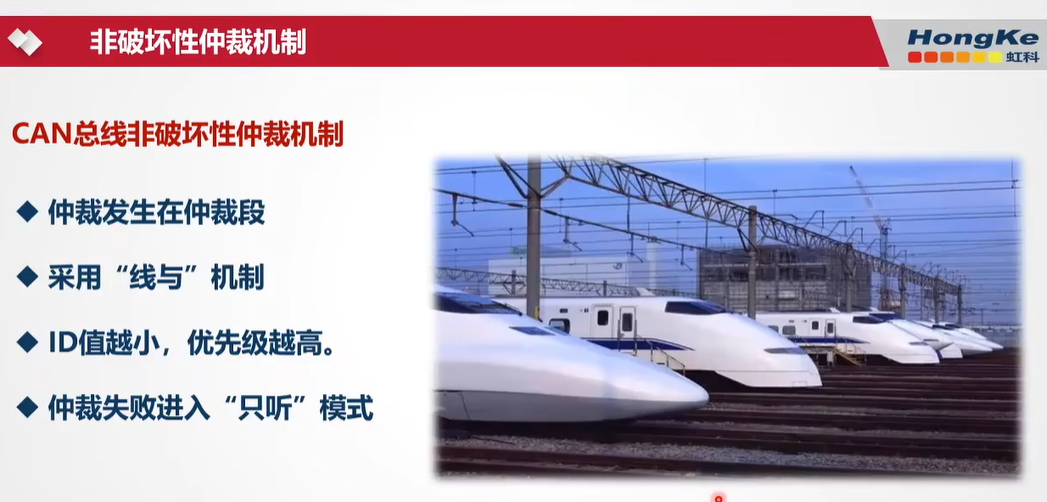 非破坏性仲裁机制
HongKe
虹科
CAN总线非破坏性仲裁机制
仲裁发生在仲裁段
采用“线与”机制
ID值越小，优先级越高。
仲裁失败进入“只听”模式